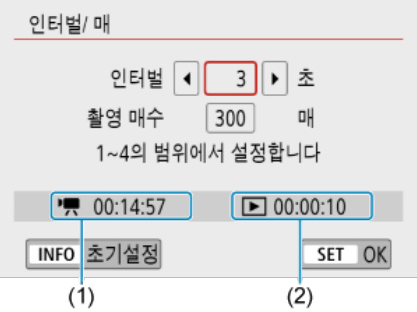 인터벌/ 매
인터벌 3 초
촬영 매수 300 매
1~4의 범위에서 설정합니다
00:14:57 00:00:10
INFO 초기설정 SET OK
(1) (2)